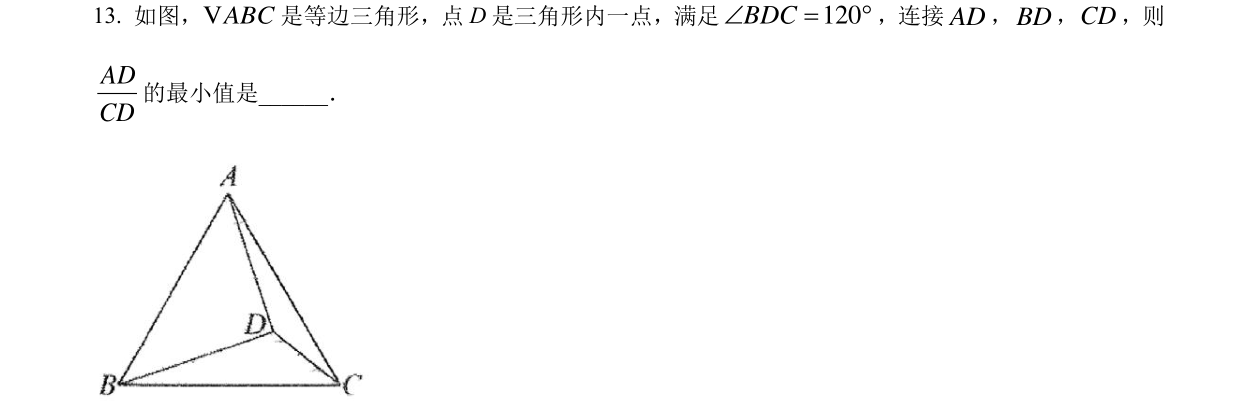 13. 如图，VABC 是等边三角形，点 D 是三角形内一点，满足 ∠BDC = 120°，连接 AD，BD，CD，则
AD
CD
的最小值是______．
A
D
B
C